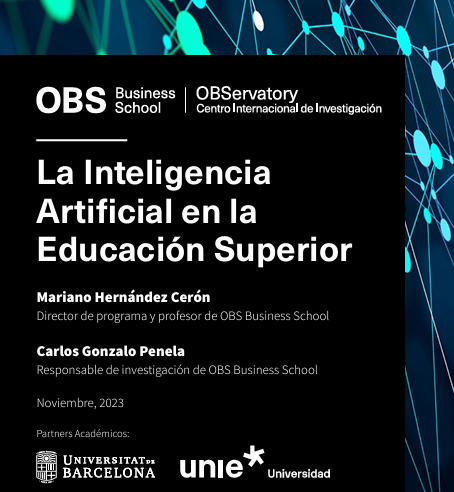 OBS Business School | OBServatory Centro Internacional de Investigación
La Inteligencia
Artificial en la
Educación Superior
Mariano Hernández Cerón
Director de programa y profesor de OBS Business School
Carlos Gonzalo Penela
Responsable de investigación de OBS Business School
Noviembre, 2023
Partners Académicos:
UNIVERSITAT DE
BARCELONA
unie* Universidad